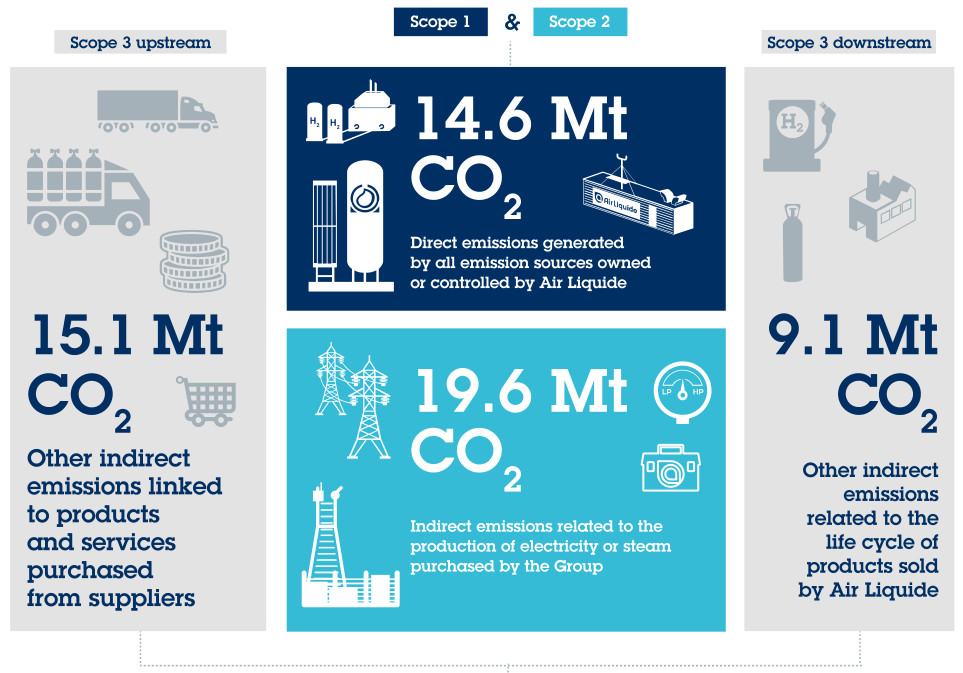 Scope 1 & Scope 2
Scope 3 upstream
Scope 3 downstream
H2 H2
14.6 Mt
CO2
Air Liquide
Direct emissions generated
by all emission sources owned
or controlled by Air Liquide
H2
15.1 Mt
CO2
Other indirect
emissions linked
to products
and services
purchased
from suppliers
19.6 Mt
CO2
LP HP
Indirect emissions related to the
production of electricity or steam
purchased by the Group
9.1 Mt
CO2
Other indirect
emissions
related to the
life cycle of
products sold
by Air Liquide